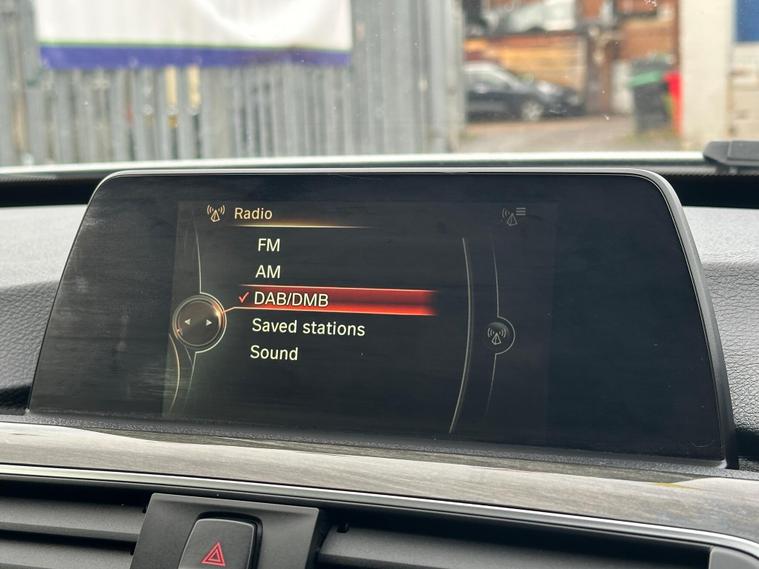 Radio
FM
AM
DAB/DMB
Saved stations
Sound